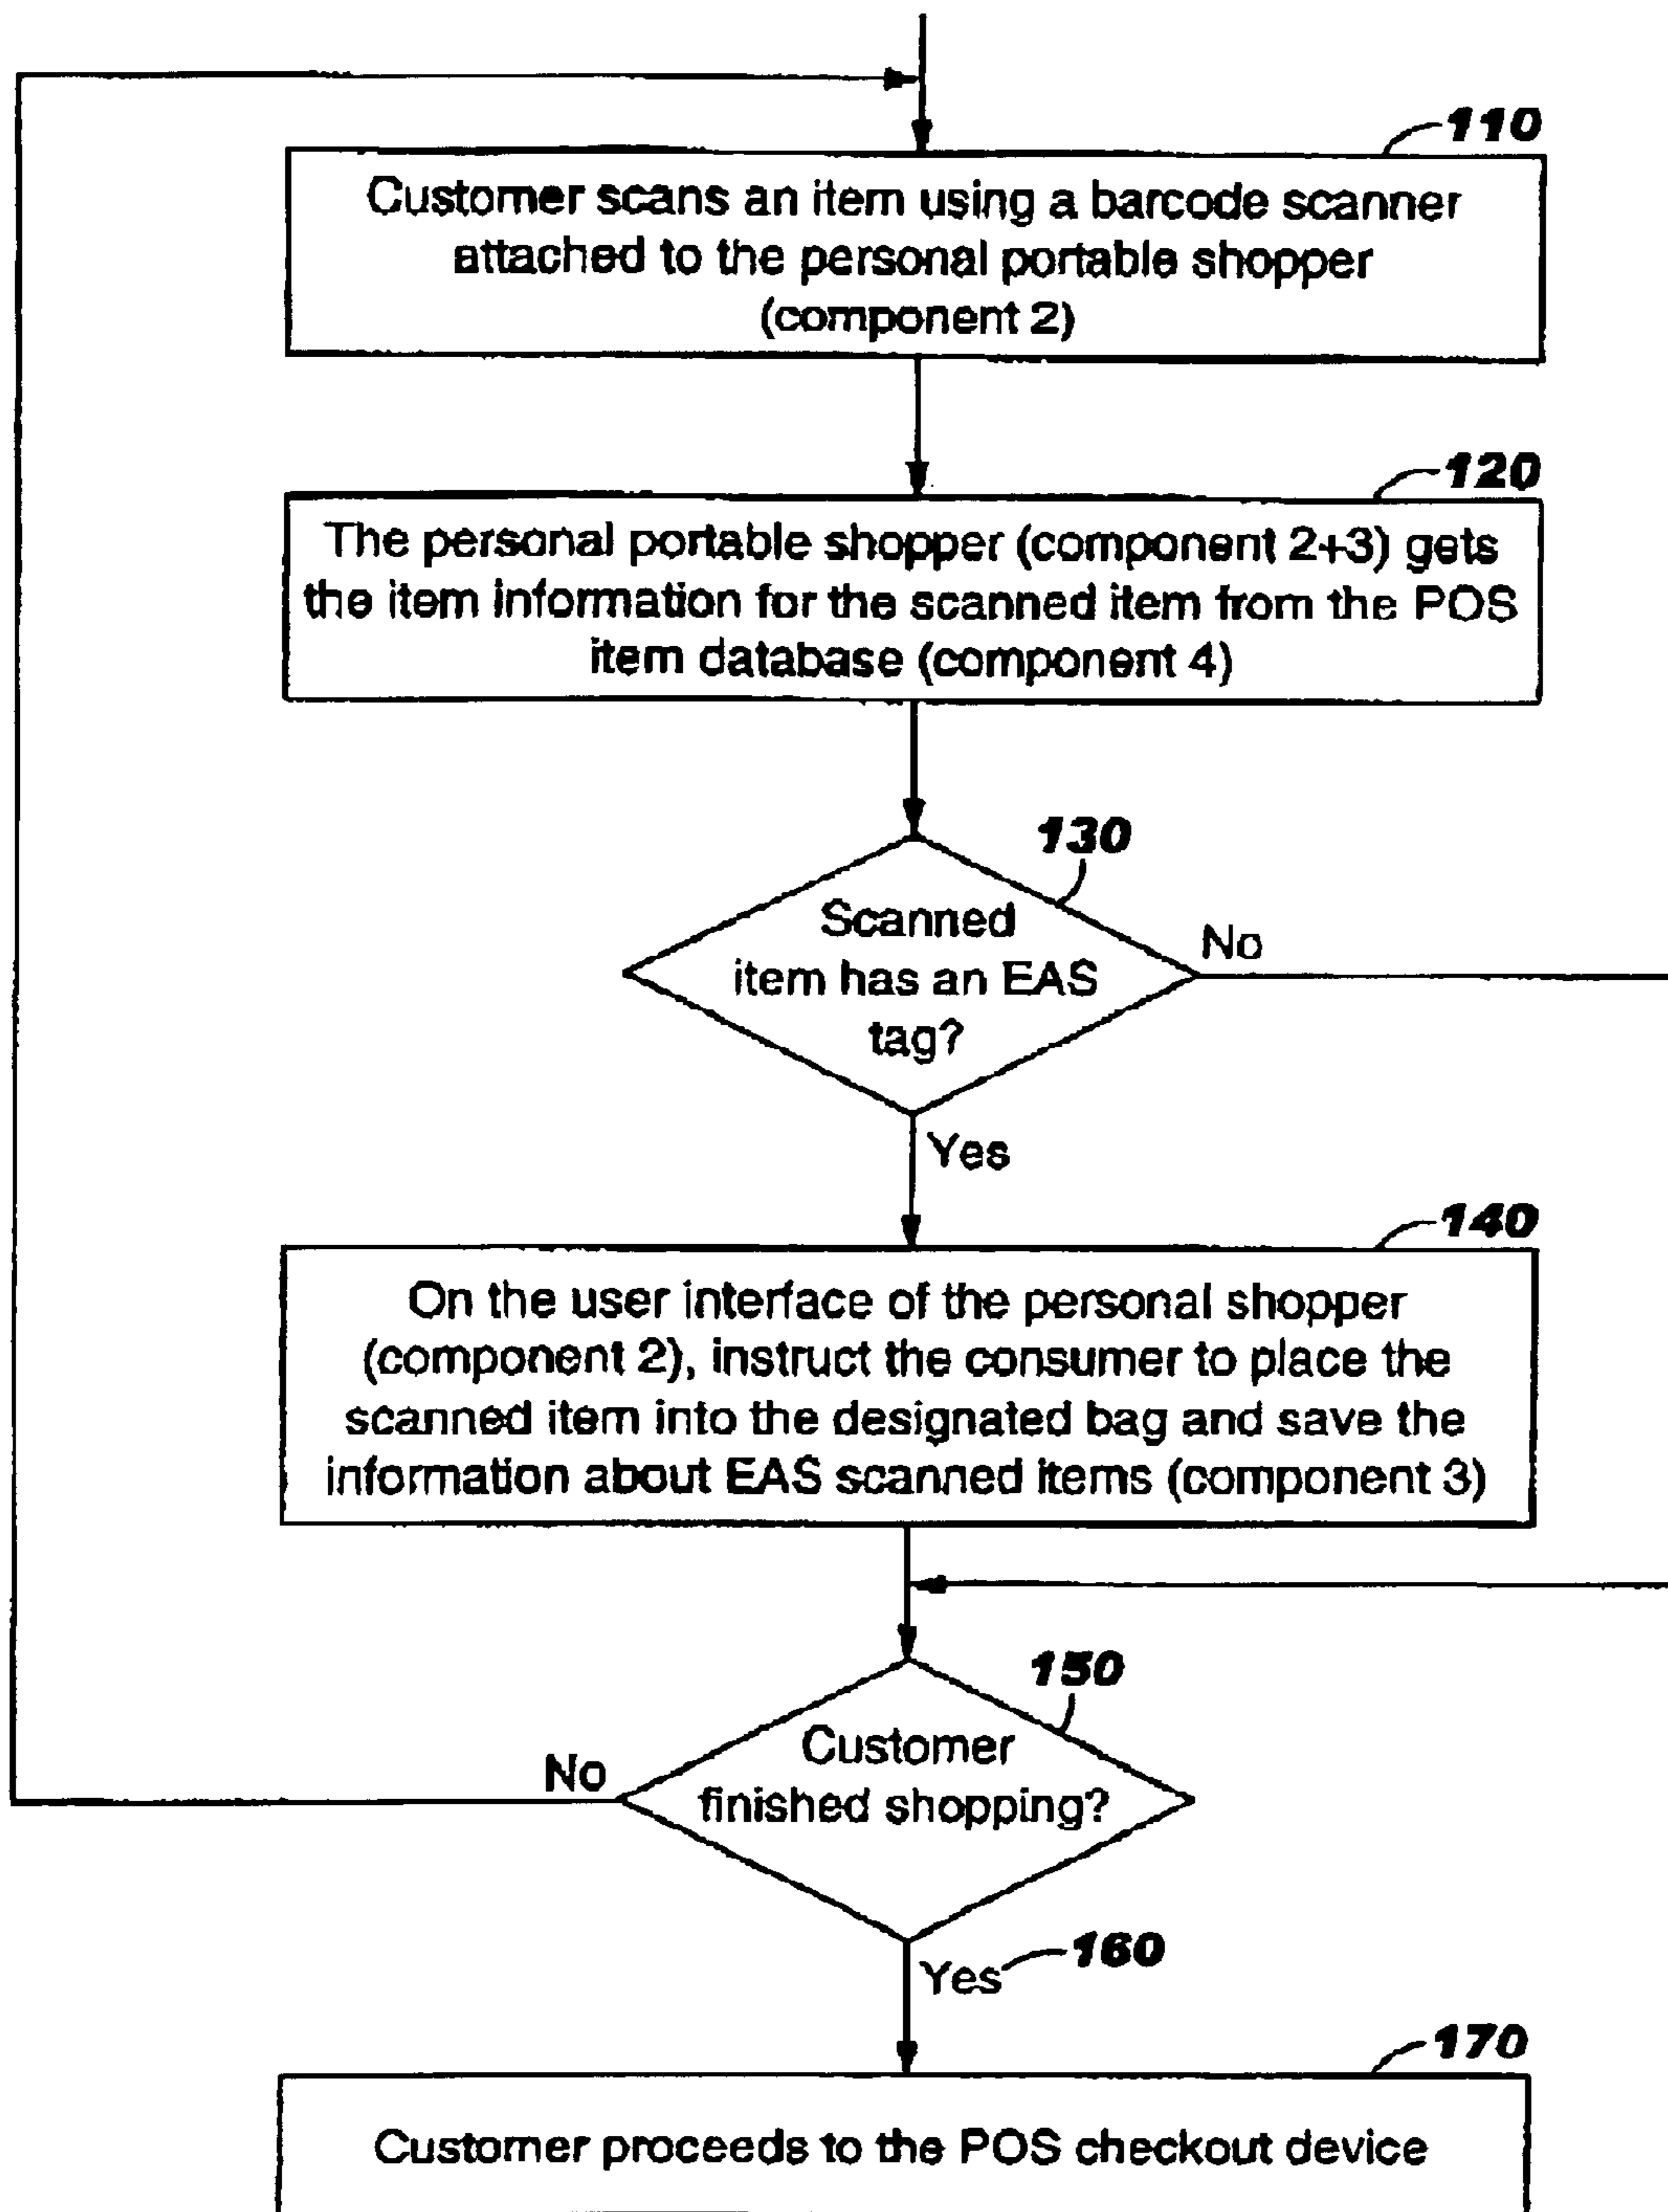 110
Customer scans an item using a barcode scanner
attached to the personal portable shopper
(component 2)
120
The personal portable shopper (component 2+3) gets
the item information for the scanned item from the POS
item database (component 4)
130
Scanned
item has an EAS
tag?
No
Yes
140
On the user interface of the personal shopper
(component 2), instruct the consumer to place the
scanned item into the designated bag and save the
information about EAS scanned items (component 3)
150
Customer
finished shopping?
No
Yes
160
170
Customer proceeds to the POS checkout device